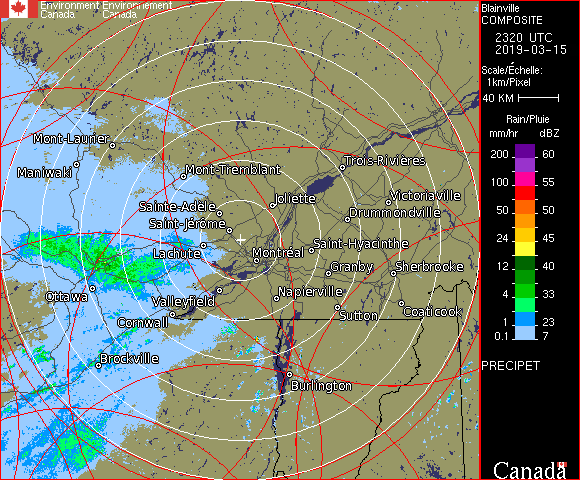 Environment Environnement
Canada Canada
Blainville
COMPOSITE
2320 UTC
2019-03-15
Scale/Échelle:
1km/Pixel
40 KM
Rain/Pluie
mm/hr dBZ
200 60
100 55
50 50
24 45
12 40
4 33
1 23
0.1 7
PRECIPET
Canada
Mont-Laurier
Maniwaki
Mont-Tremblant
Trois-Rivières
Joliette
Victoriaville
Sainte-Adèle
Drummondville
Saint-Jérôme
Lachute
Montréal
Saint-Hyacinthe
Granby
Sherbrooke
Ottawa
Valleyfield
Napierville
Cornwall
Sutton
Coaticook
Brockville
Burlington